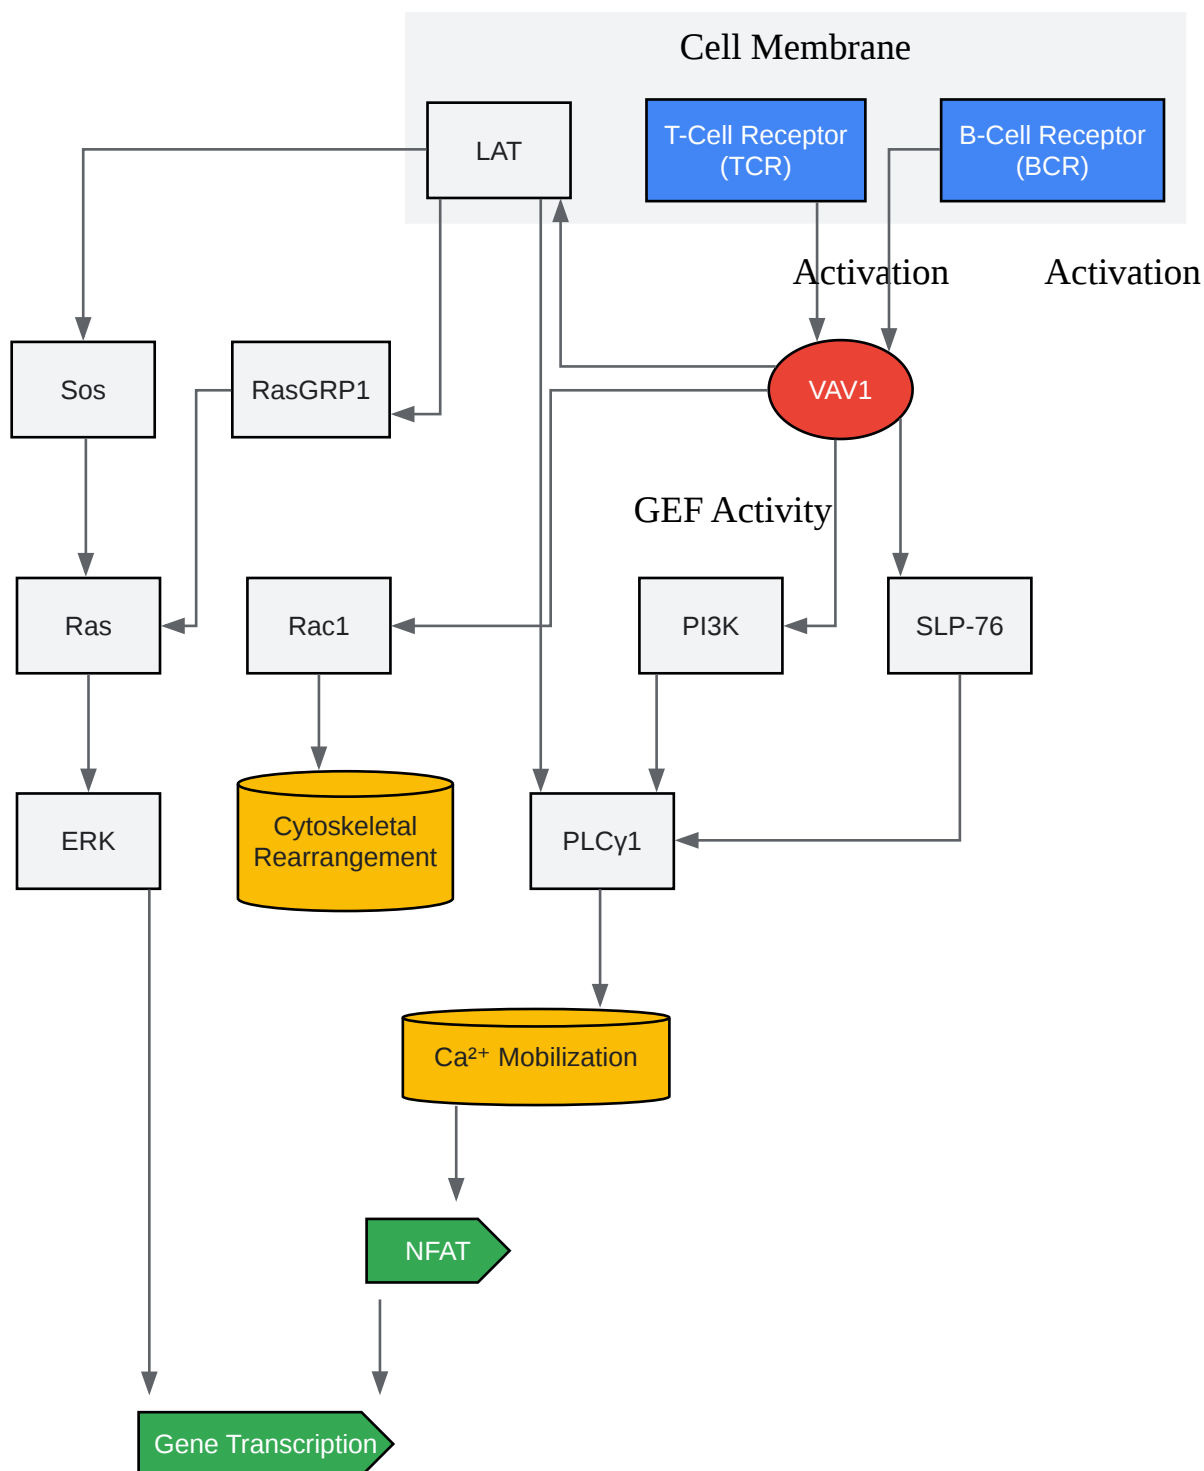 Cell Membrane
LAT
T-Cell Receptor
(TCR)
B-Cell Receptor
(BCR)
Activation
Activation
Sos
RasGRP1
VAV1
GEF Activity
Ras
Rac1
PI3K
SLP-76
ERK
Cytoskeletal
Rearrangement
PLCγ1
Ca²⁺ Mobilization
NFAT
Gene Transcription